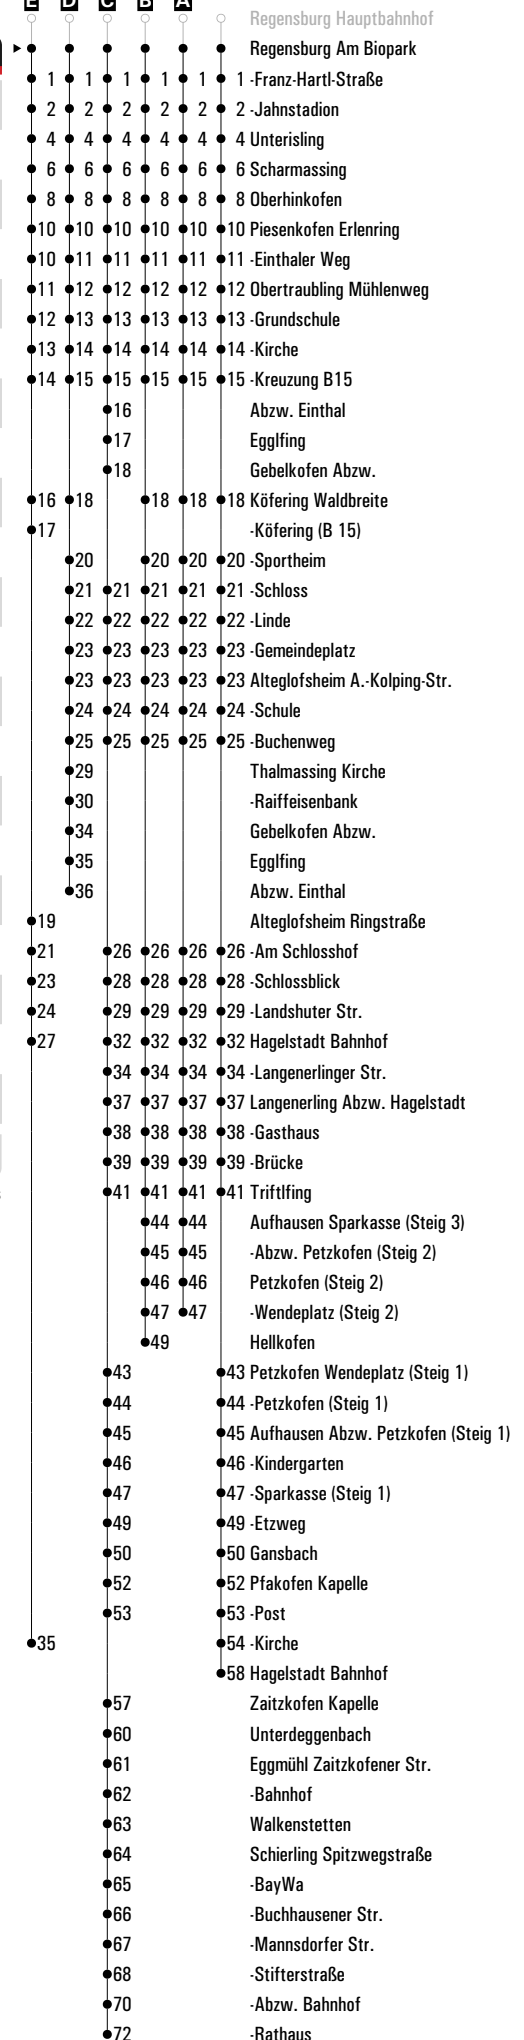 E D C B A
Regensburg Hauptbahnhof
Regensburg Am Biopark
1 1 1 1 1 1 -Franz-Hartl-Straße
2 2 2 2 2 2 -Jahnstadion
4 4 4 4 4 4 Unterisling
6 6 6 6 6 6 Scharmassing
8 8 8 8 8 8 Oberhinkofen
10 10 10 10 10 10 Piesenkofen Erlenring
10 11 11 11 11 11 -Einthaler Weg
11 12 12 12 12 12 Obertraubling Mühlenweg
12 13 13 13 13 13 -Grundschule
13 14 14 14 14 14 -Kirche
14 15 15 15 15 15 -Kreuzung B15
16 Abzw. Einthal
17 Egglfing
18 Gebelkofen Abzw.
16 18 18 18 18 Köfering Waldbreite
17 -Köfering (B 15)
20 20 20 20 -Sportheim
21 21 21 21 21 -Schloss
22 22 22 22 22 -Linde
23 23 23 23 23 -Gemeindeplatz
23 23 23 23 23 Alteglofsheim A.-Kolping-Str.
24 24 24 24 24 -Schule
25 25 25 25 25 -Buchenweg
29 Thalmassing Kirche
30 -Raiffeisenbank
34 Gebelkofen Abzw.
35 Egglfing
36 Abzw. Einthal
19 Alteglofsheim Ringstraße
21 26 26 26 26 -Am Schlosshof
23 28 28 28 28 -Schlossblick
24 29 29 29 29 -Landshuter Str.
27 32 32 32 32 Hagelstadt Bahnhof
34 34 34 34 -Langenerlinger Str.
37 37 37 37 Langenerling Abzw. Hagelstadt
38 38 38 38 -Gasthaus
39 39 39 39 -Brücke
41 41 41 41 Triftlfing
44 44 Aufhausen Sparkasse (Steig 3)
45 45 -Abzw. Petzkofen (Steig 2)
46 46 Petzkofen (Steig 2)
47 47 -Wendeplatz (Steig 2)
49 Hellkofen
43 43 Petzkofen Wendeplatz (Steig 1)
44 44 -Petzkofen (Steig 1)
45 45 Aufhausen Abzw. Petzkofen (Steig 1)
46 46 -Kindergarten
47 47 -Sparkasse (Steig 1)
49 49 -Etzweg
50 50 Gansbach
52 52 Pfakofen Kapelle
53 53 -Post
35 54 -Kirche
58 Hagelstadt Bahnhof
57 Zaitzkofen Kapelle
60 Unterdeggenbach
61 Eggmühl Zaitzkofener Str.
62 -Bahnhof
63 Walkenstetten
64 Schierling Spitzwegstraße
65 -BayWa
66 -Buchhausener Str.
67 -Mannsdorfer Str.
68 -Stifterstraße
70 -Abzw. Bahnhof
72 -Rathaus